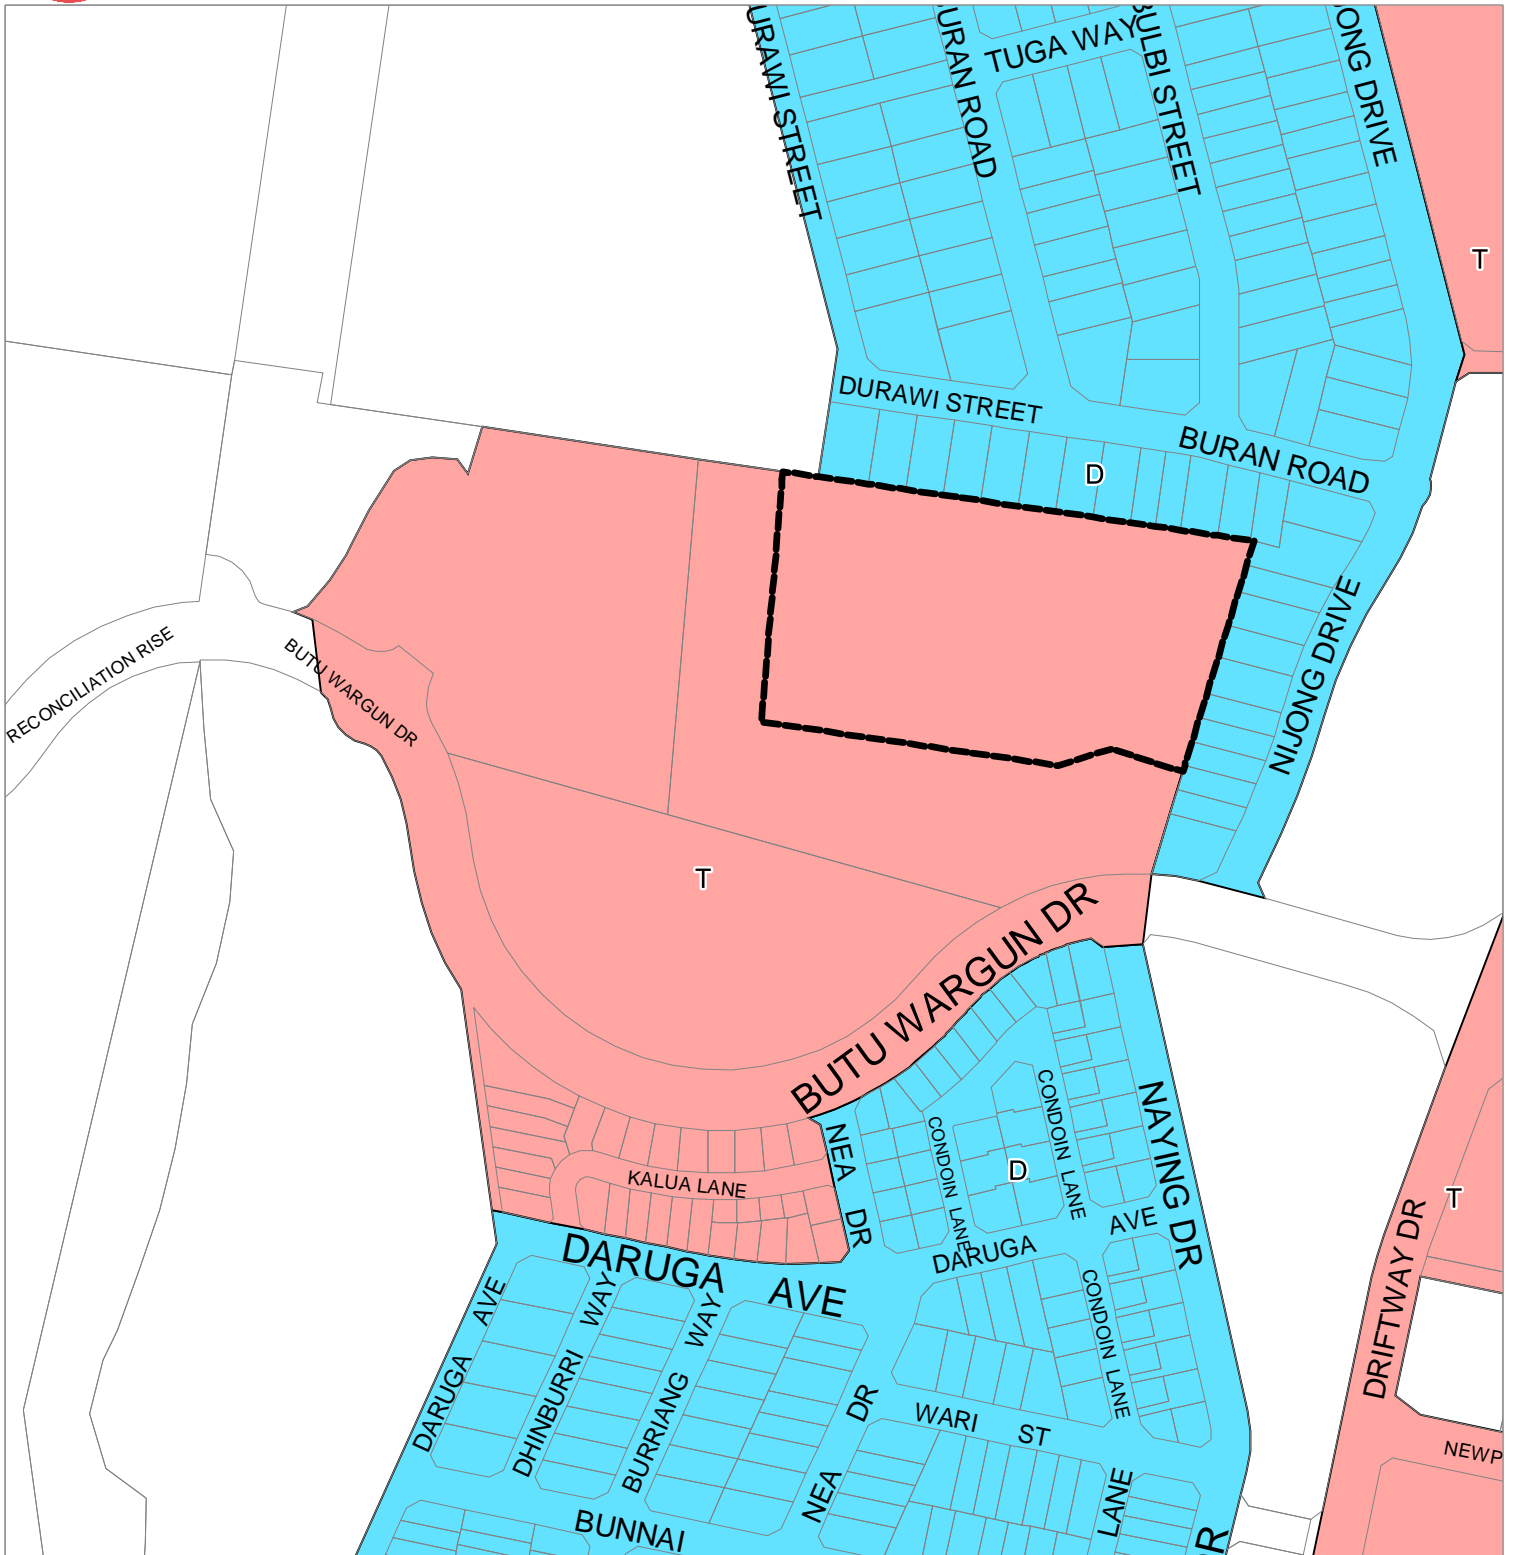 URAWI STREET
URAN ROAD
TUGA WAY
BULBI STREET
ONG DRIVE
T
DURAWI STREET
BURAN ROAD
D
NIJONG DRIVE
RECONCILIATION RISE
BUTU WARGUN DR
T
BUTU WARGUN DR
NEA DR
CONDOIN LANE
CONDOIN LANE
D
NAYING DR
KALUA LANE
DARUGA AVE
DARUGA AVE
T
DRIFTWAY DR
DARUGA AVE
DHINBURRI WAY
BURRIANG WAY
NEA DR
CONDOIN LANE
WARI ST
NEWP
LANE
BUNNAI
R